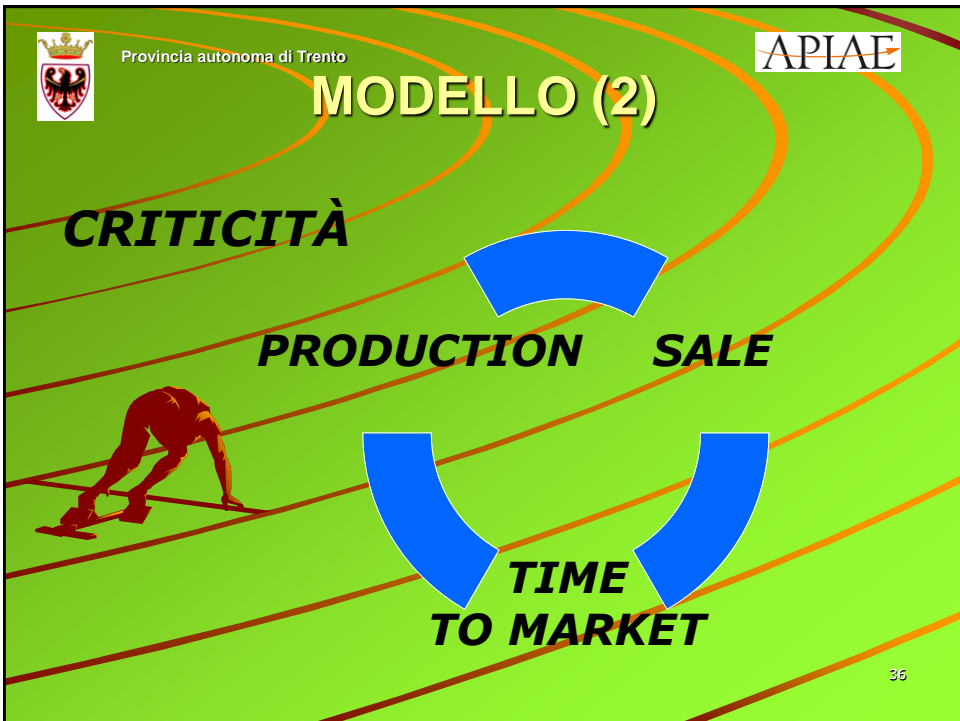 Provincia autonoma di Trento
APIAE
MODELLO (2)
CRITICITÀ
PRODUCTION SALE
TIME
TO MARKET
36